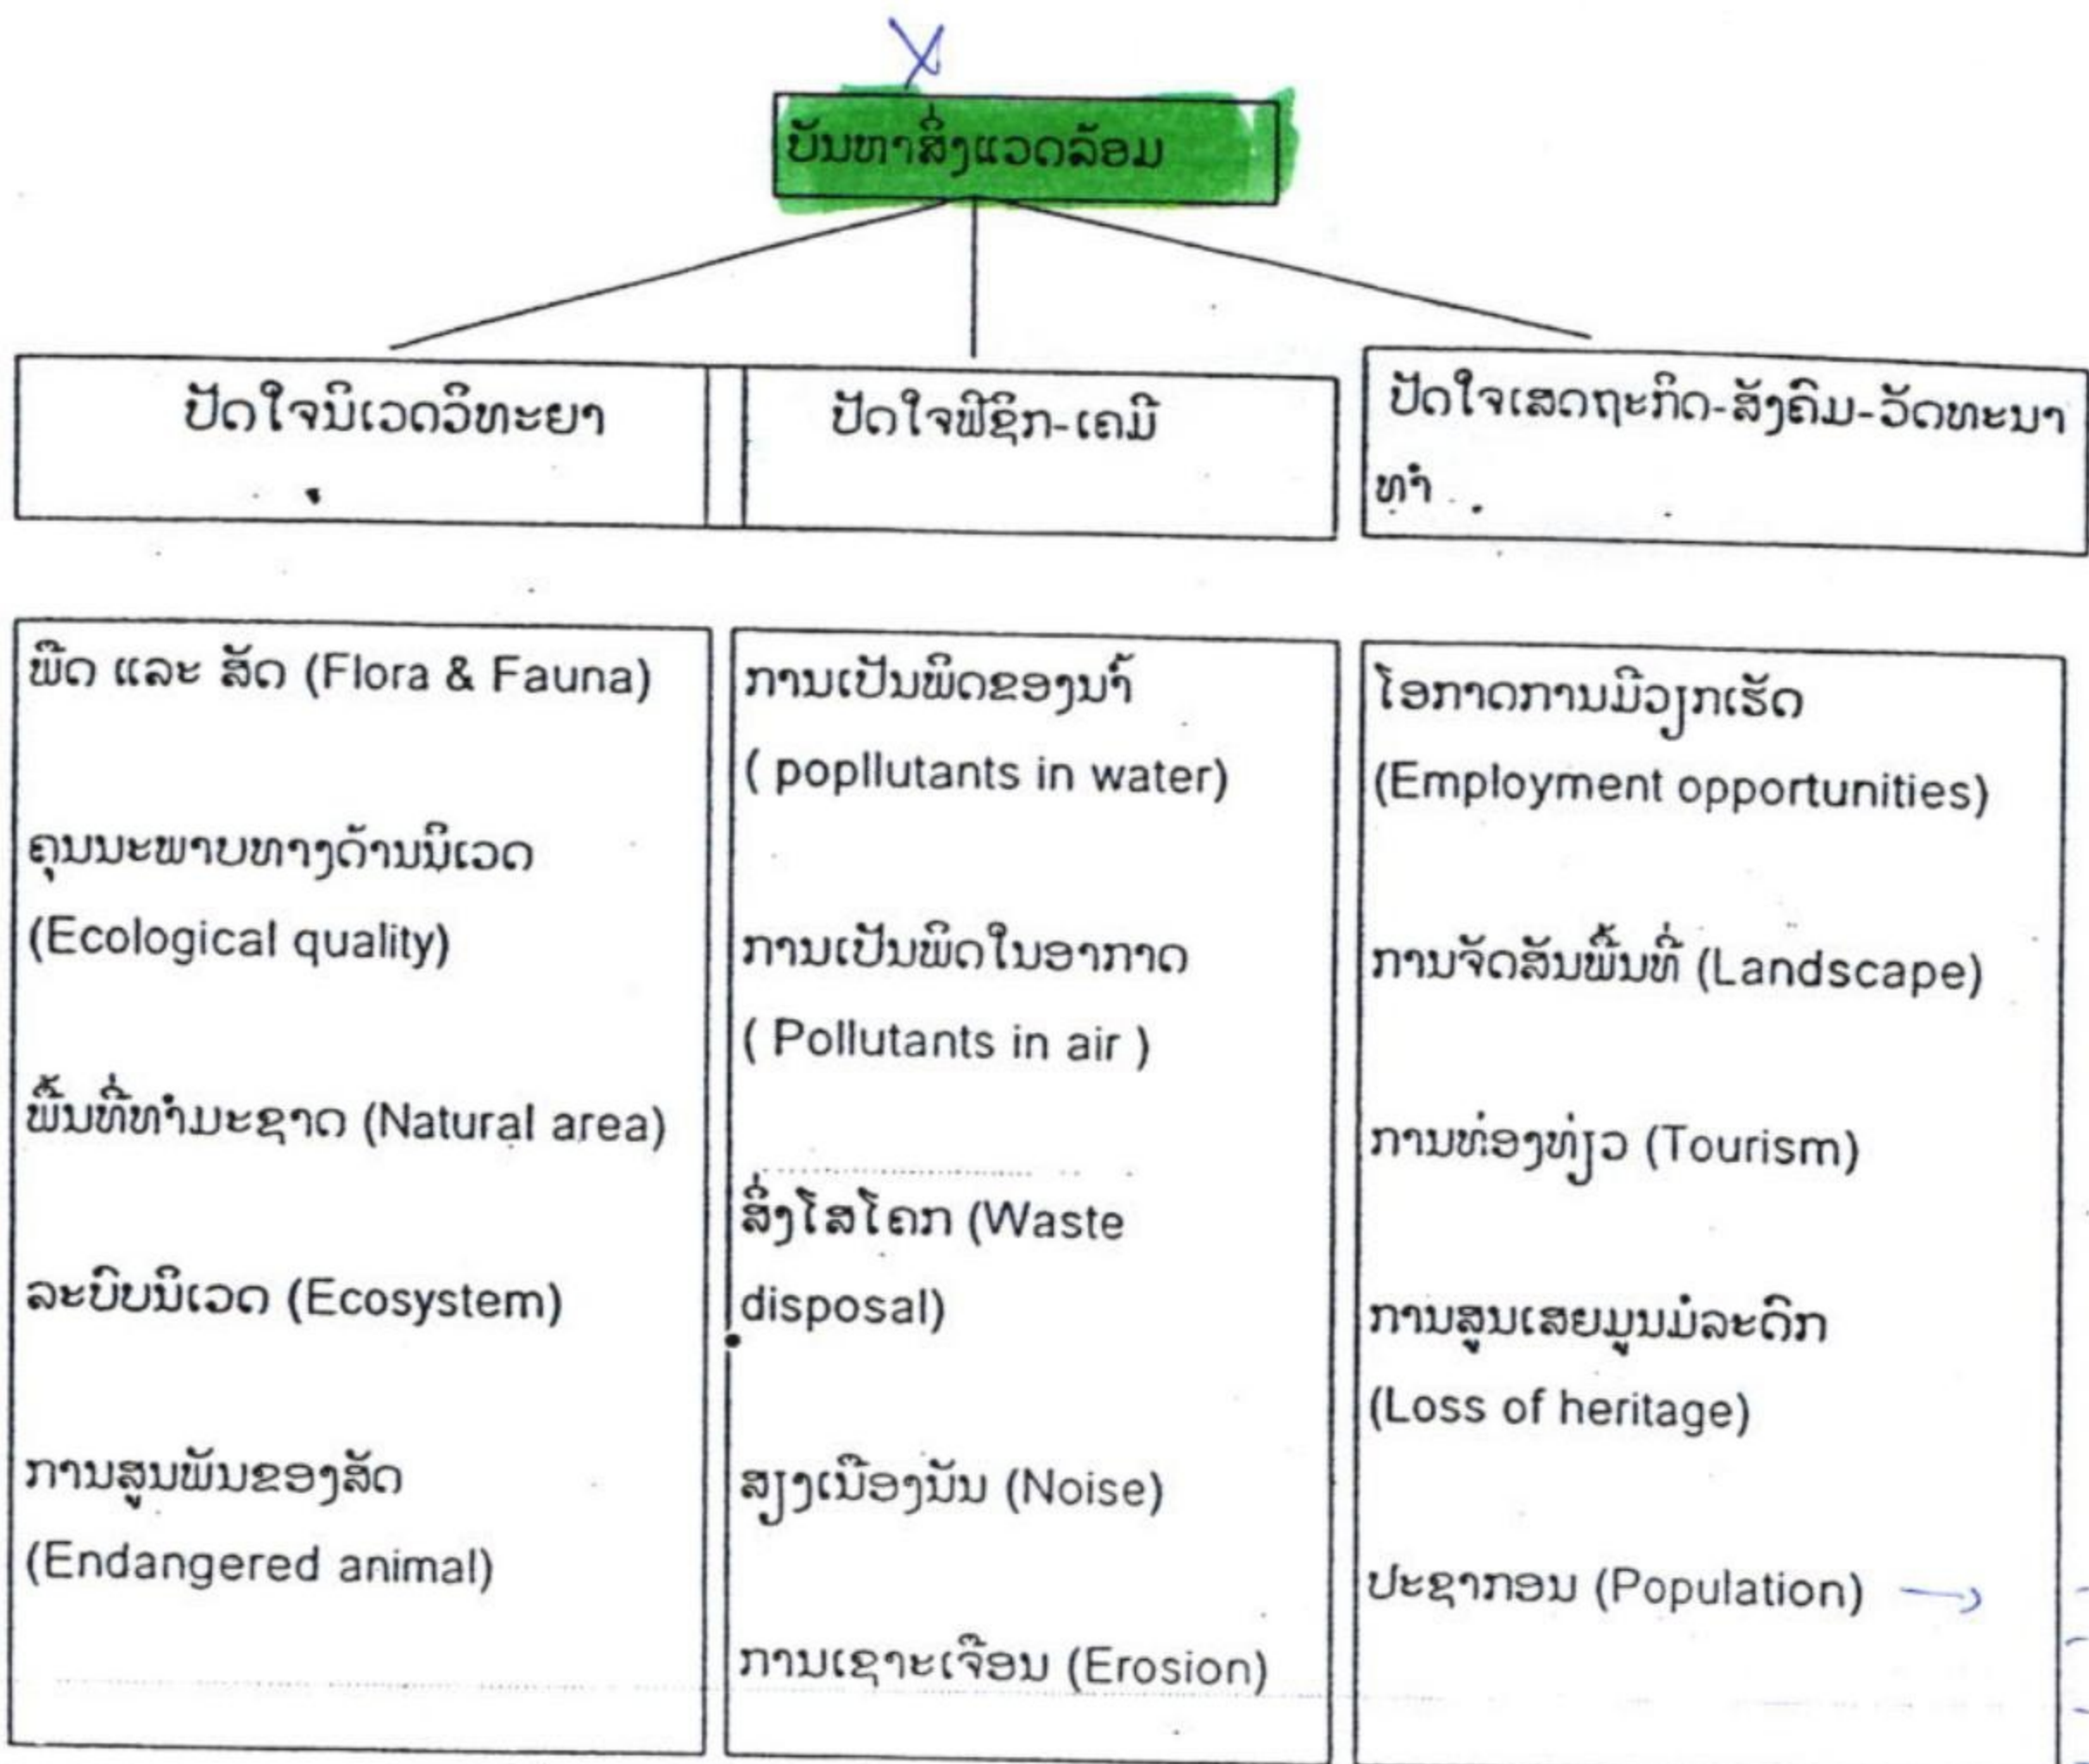 ບັນຫາສິ່ງແວດລ້ອມ
ປັດໃຈນິເວດວິທະຍາ
ປັດໃຈຟີຊິກ-ເຄມີ
ປັດໃຈເສດຖະກິດ-ສັງຄົມ-ວັດທະນາ
ທຳ
ພືດ ແລະ ສັດ (Flora & Fauna)
ຄຸນນະພາບທາງດ້ານນິເວດ
(Ecological quality)
ພື້ນທີ່ທຳມະຊາດ (Natural area)
ລະບົບນິເວດ (Ecosystem)
ການສູນພັນຂອງສັດ
(Endangered animal)
ການເປັນພິດຂອງນ້ຳ
( popllutants in water)
ການເປັນພິດໃນອາກາດ
( Pollutants in air )
ສິ່ງໂສໂຄກ (Waste
disposal)
ສຽງເນືອງນັນ (Noise)
ການເຊາະເຈື່ອນ (Erosion)
ໂອກາດການມີວຽກເຮັດ
(Employment opportunities)
ການຈັດສັນພື້ນທີ່ (Landscape)
ການທ່ອງທ່ຽວ (Tourism)
ການສູນເສຍມູນມໍລະດົກ
(Loss of heritage)
ປະຊາກອນ (Population)